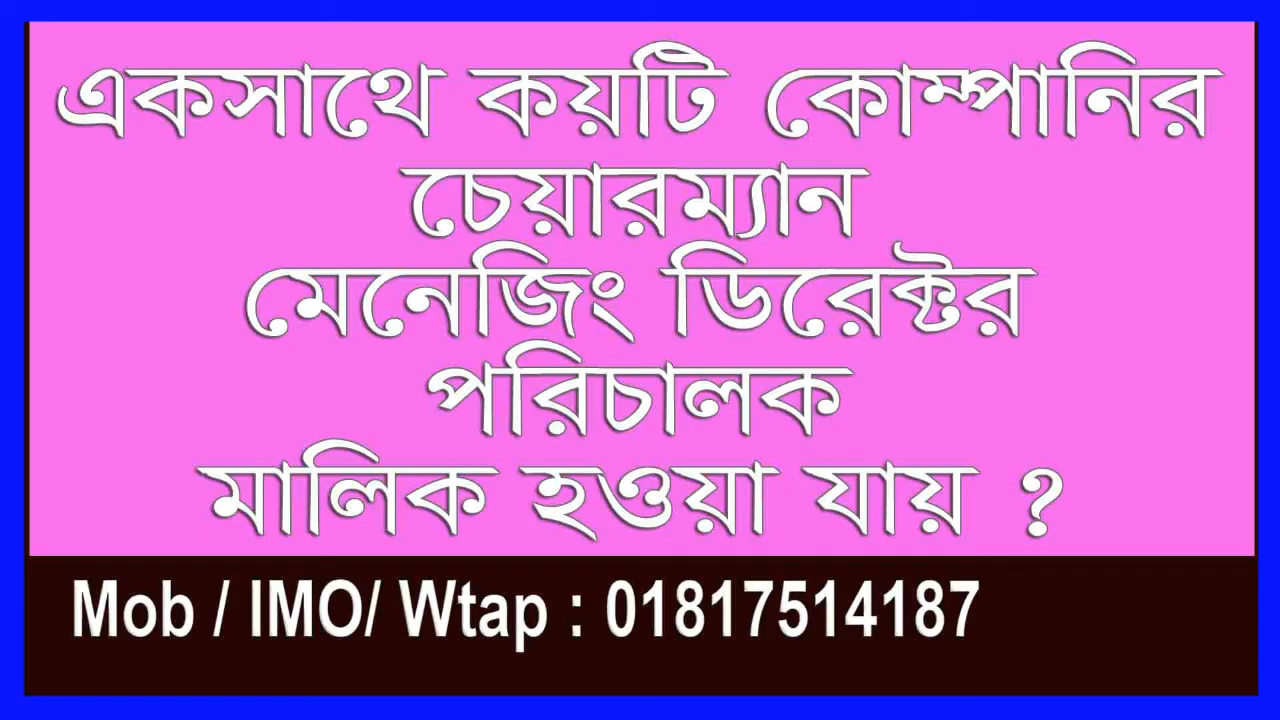 একসাথে কয়টি কোম্পানির
চেয়ারম্যান
মেনেজিং ডিরেক্টর
পরিচালক
মালিক হওয়া যায় ?
Mob / IMO/ Wtap : 01817514187